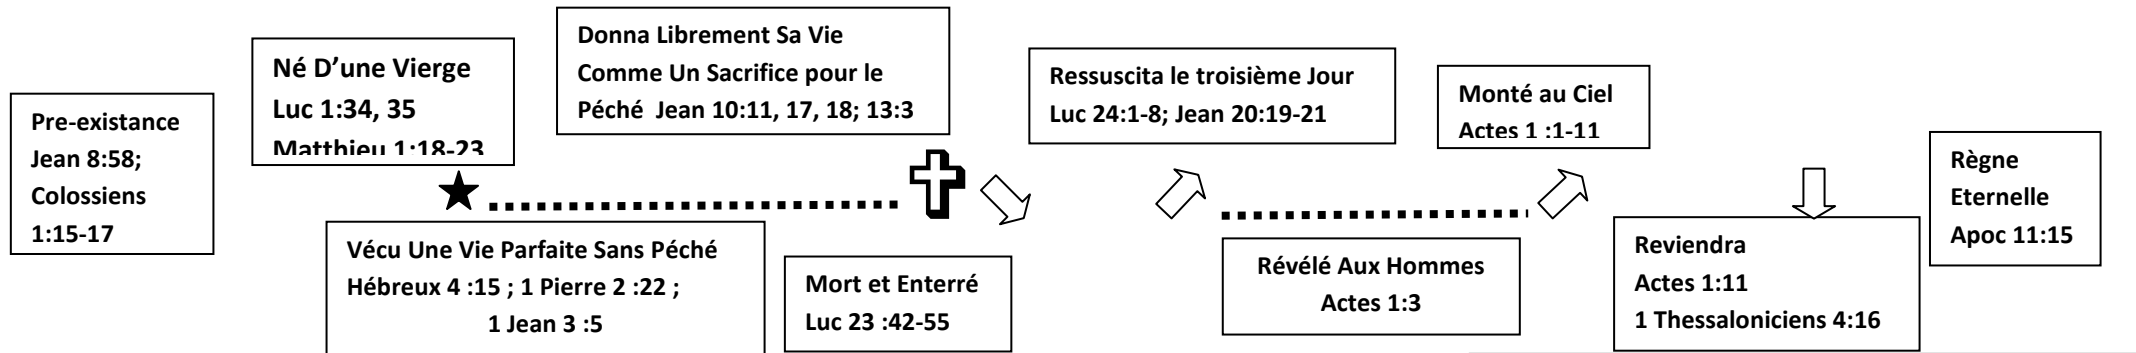 Pre-existance
Jean 8:58;
Colossiens
1:15-17
Né D’une Vierge
Luc 1:34, 35
Matthieu 1:18-23
Vécu Une Vie Parfaite Sans Péché
Hébreux 4 :15 ; 1 Pierre 2 :22 ;
1 Jean 3 :5
Donna Librement Sa Vie
Comme Un Sacrifice pour le
Péché  Jean 10:11, 17, 18; 13:3
Mort et Enterré
Luc 23 :42-55
Ressuscita le troisième Jour
Luc 24:1-8; Jean 20:19-21
Révélé Aux Hommes
Actes 1:3
Monté au Ciel
Actes 1 :1-11
Reviendra
Actes 1:11
1 Thessaloniciens 4:16
Règne
Eternelle
Apoc 11:15